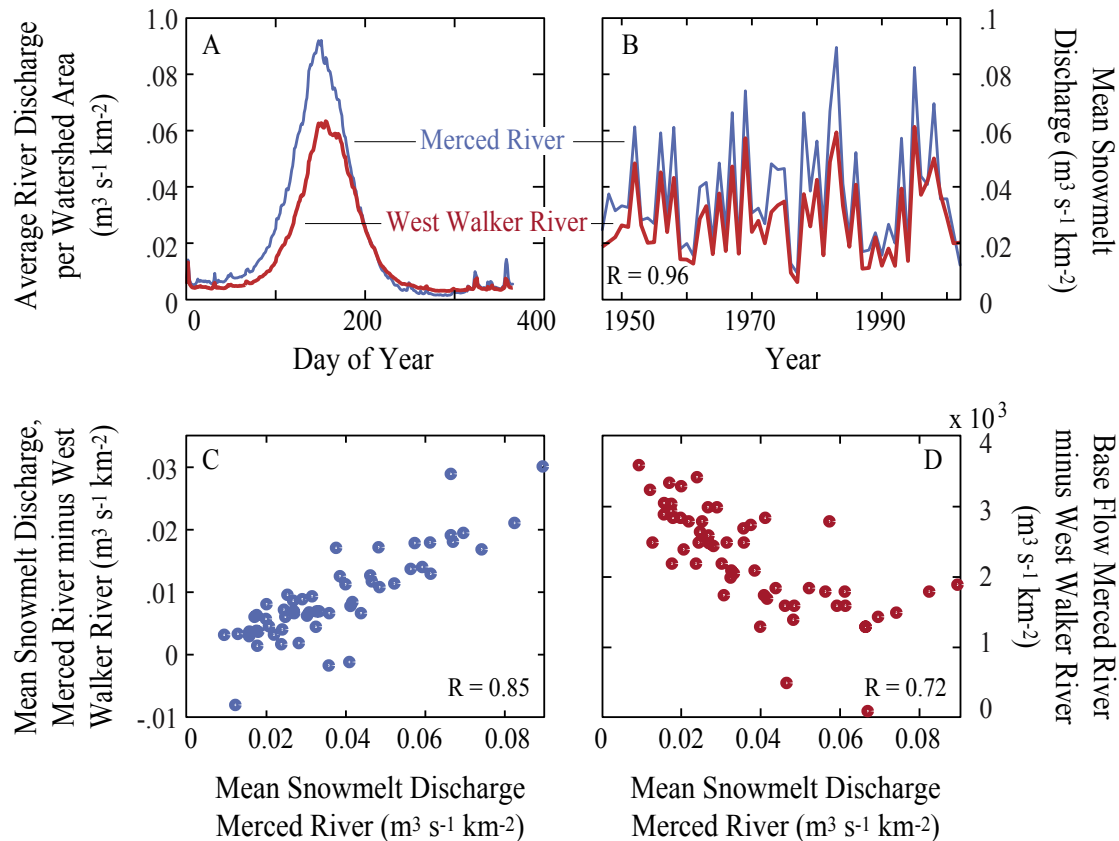 Average River Discharge
per Watershed Area
(m³ s⁻¹ km⁻²)
1.0
.08
.06
.04
.02
0
A
0
200
400
Day of Year
Merced River
West Walker River
B
R = 0.96
.1
.08
.06
.04
.02
0
1950
1970
1990
Year
Mean Snowmelt
Discharge (m³ s⁻¹ km⁻²)
Mean Snowmelt Discharge,
Merced River minus West
Walker River (m³ s⁻¹ km⁻²)
.03
.02
.01
0
-.01
C
R = 0.85
0
0.02
0.04
0.06
0.08
Mean Snowmelt Discharge
Merced River (m³ s⁻¹ km⁻²)
D
R = 0.72
x 10³
4
3
2
1
0
0
0.02
0.04
0.06
0.08
Mean Snowmelt Discharge
Merced River (m³ s⁻¹ km⁻²)
Base Flow Merced River
minus West Walker River
(m³ s⁻¹ km⁻²)